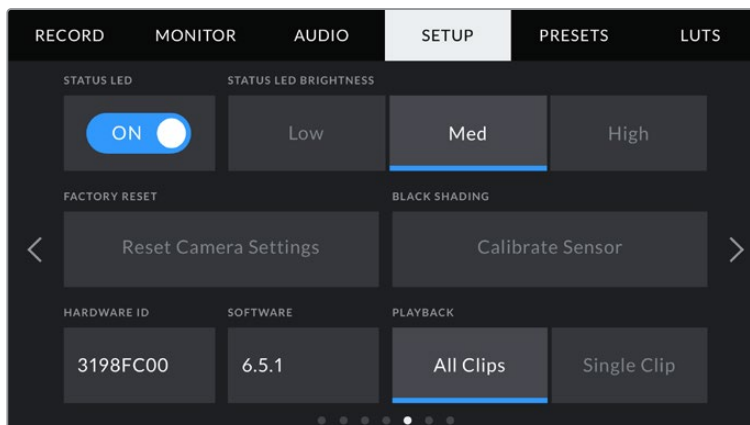 RECORD MONITOR AUDIO SETUP PRESETS LUTS
STATUS LED STATUS LED BRIGHTNESS
ON Low Med High
FACTORY RESET BLACK SHADING
Reset Camera Settings Calibrate Sensor
HARDWARE ID SOFTWARE PLAYBACK
3198FC00 6.5.1 All Clips Single Clip